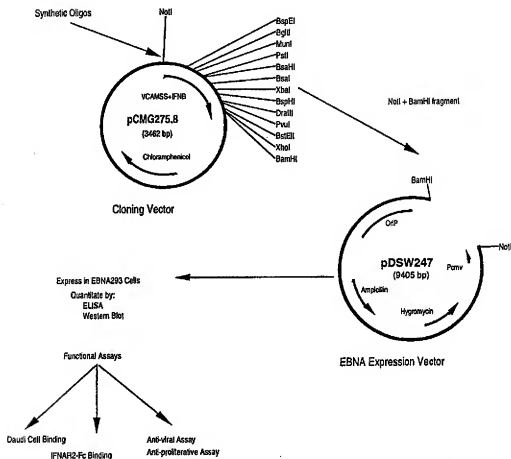 Synthetic Oligos
NotI
BspEI
BglII
MunI
PstI
BsaHI
BsaI
XbaI
BspHI
DraIII
PvuI
BstEII
XhoI
BamHI
VCAMSS+IFNB
pCMG275.8
(3462 bp)
Chloramphenicol
Cloning Vector
NotI + BamHI fragment
BamHI
OriP
NotI
pDSW247
(9405 bp)
Pcmv
Ampicillin
Hygromycin
EBNA Expression Vector
Express in EBNA293 Cells
Quantitate by:
ELISA
Western Blot
Functional Assays
Daudi Cell Binding
IFNAR2-Fc Binding
Anti-viral Assay
Anti-proliferative Assay